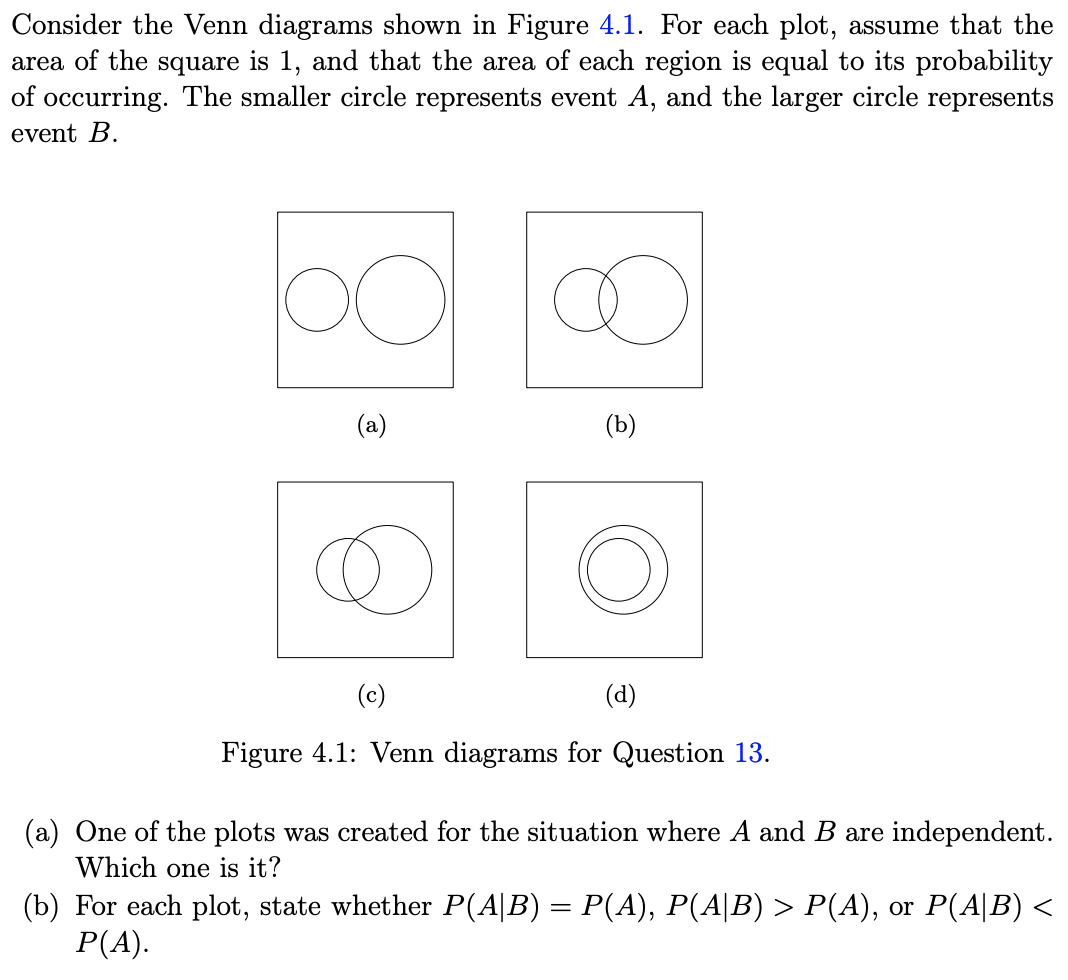 Consider the Venn diagrams shown in Figure 4.1. For each plot, assume that the
area of the square is 1, and that the area of each region is equal to its probability
of occurring. The smaller circle represents event A, and the larger circle represents
event B.
(a)
(b)
(c)
(d)
Figure 4.1: Venn diagrams for Question 13.
(a) One of the plots was created for the situation where A and B are independent.
Which one is it?
(b) For each plot, state whether P(A|B) = P(A), P(A|B) > P(A), or P(A|B) <
P(A).